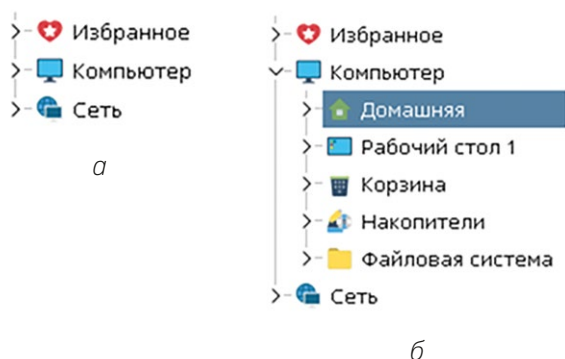 Избранное
Компьютер
Сеть
а
Избранное
Компьютер
Домашняя
Рабочий стол 1
Корзина
Накопители
Файловая система
Сеть
б